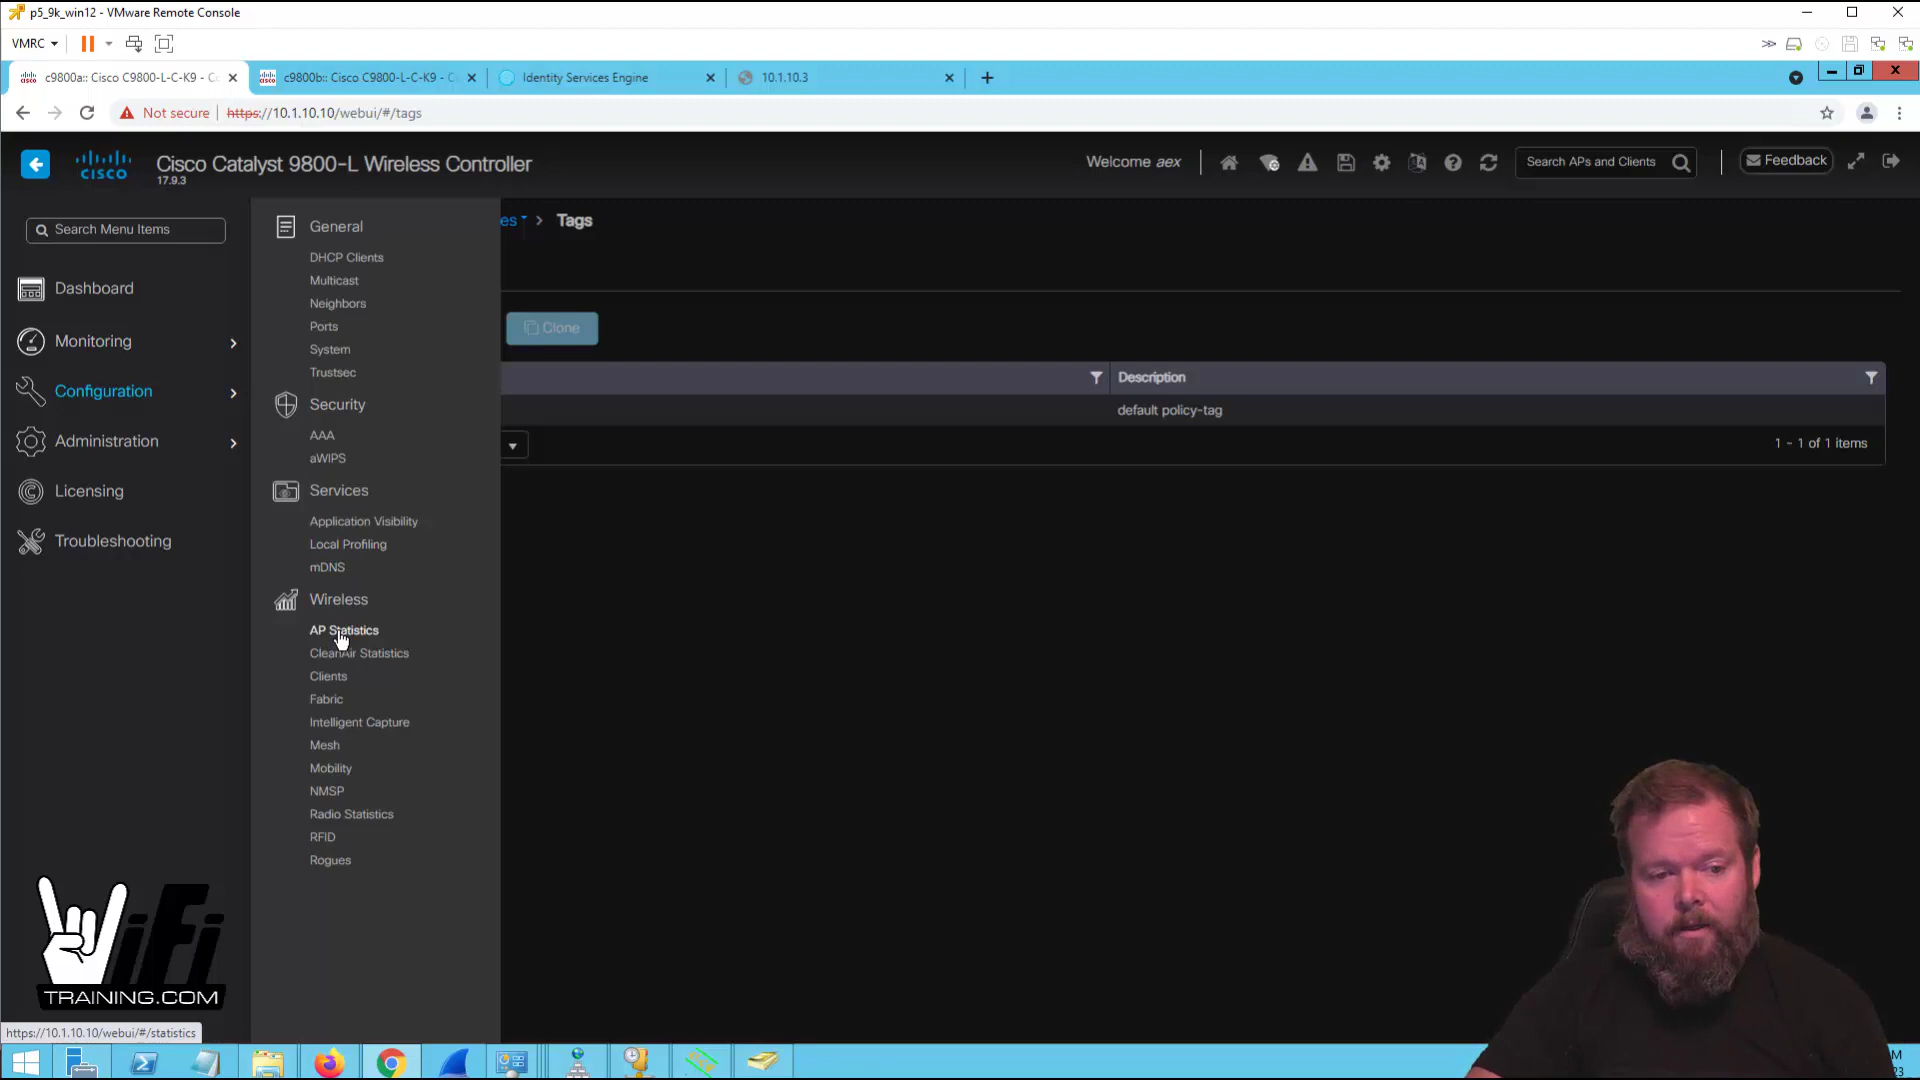 p5_9k_win12 - VMware Remote Console
VMRC
c9800a:: Cisco C9800-L-C-K9 - Co
c9800b:: Cisco C9800-L-C-K9 - C
Identity Services Engine
10.1.10.3
Not secure
https://10.1.10.10/webui/#/tags
CISCO
Cisco Catalyst 9800-L Wireless Controller
17.9.3
Welcome aex
Search APs and Clients
Feedback
Search Menu Items
Dashboard
Monitoring
Configuration
Administration
Licensing
Troubleshooting
General
DHCP Clients
Multicast
Neighbors
Ports
System
Trustsec
Security
AAA
aWIPS
Services
Application Visibility
Local Profiling
mDNS
Wireless
AP Statistics
CleanAir Statistics
Clients
Fabric
Intelligent Capture
Mesh
Mobility
NMSP
Radio Statistics
RFID
Rogues
es > Tags
Clone
Description
default policy-tag
1 - 1 of 1 items
WiFi
TRAINING.COM
https://10.1.10.10/webui/#/statistics
M
23